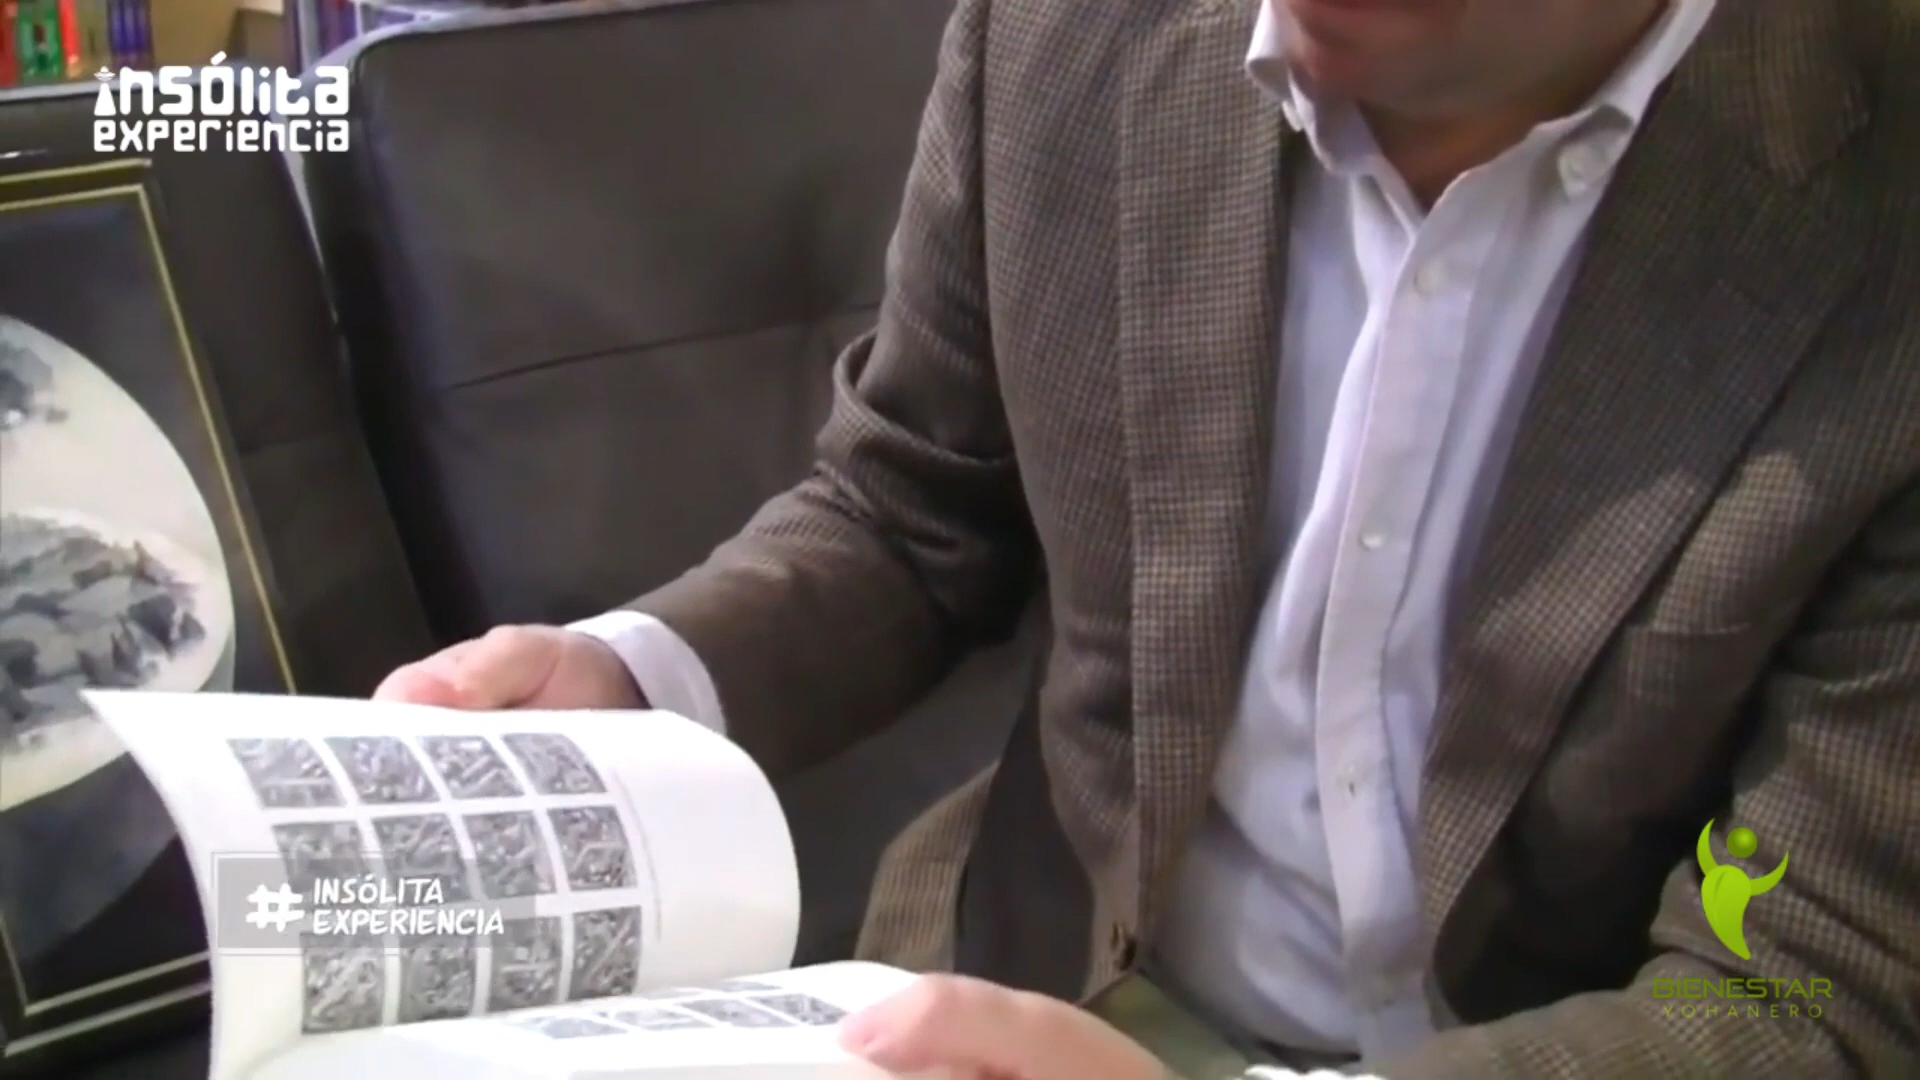 insólita
experiencia
# INSÓLITA
EXPERIENCIA
BIENESTAR
YOHANERO